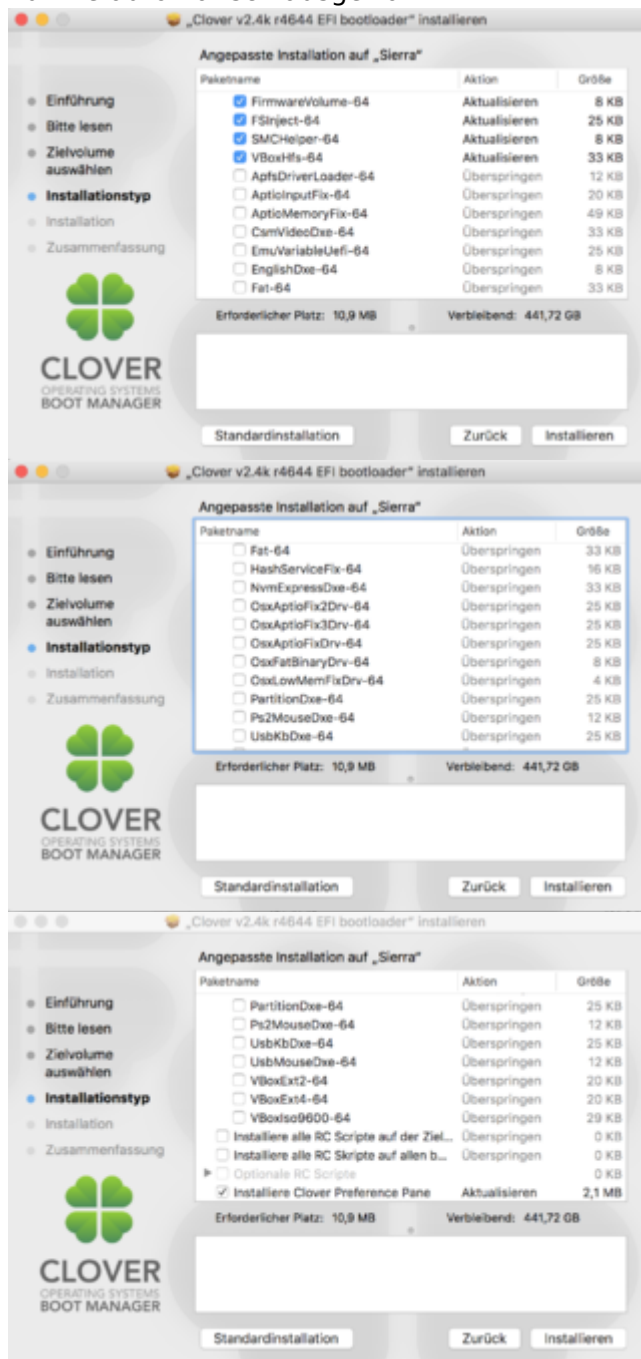 „Clover v2.4k r4644 EFI bootloader“ installieren
Angepasste Installation auf „Sierra“
Paketname Aktion Größe
FirmwareVolume-64 Aktualisieren 8 KB
FSInject-64 Aktualisieren 25 KB
SMCHelper-64 Aktualisieren 8 KB
VBoxHfs-64 Aktualisieren 33 KB
ApfsDriverLoader-64 Überspringen 12 KB
AptioInputFix-64 Überspringen 20 KB
AptioMemoryFix-64 Überspringen 49 KB
CsmVideoDxe-64 Überspringen 33 KB
EmuVariableUefi-64 Überspringen 25 KB
EnglishDxe-64 Überspringen 8 KB
Fat-64 Überspringen 33 KB
Einführung
Bitte lesen
Zielvolume
auswählen
Installationstyp
Installation
Zusammenfassung
Erforderlicher Platz: 10,9 MB Verbleibend: 441,72 GB
CLOVER
OPERATING SYSTEMS
BOOT MANAGER
Standardinstallation Zurück Installieren
„Clover v2.4k r4644 EFI bootloader“ installieren
Angepasste Installation auf „Sierra“
Paketname Aktion Größe
Fat-64 Überspringen 33 KB
HashServiceFix-64 Überspringen 16 KB
NvmExpressDxe-64 Überspringen 33 KB
OsxAptioFix2Drv-64 Überspringen 25 KB
OsxAptioFix3Drv-64 Überspringen 25 KB
OsxAptioFixDrv-64 Überspringen 25 KB
OsxFatBinaryDrv-64 Überspringen 8 KB
OsxLowMemFixDrv-64 Überspringen 4 KB
PartitionDxe-64 Überspringen 25 KB
Ps2MouseDxe-64 Überspringen 12 KB
UsbKbDxe-64 Überspringen 25 KB
Einführung
Bitte lesen
Zielvolume
auswählen
Installationstyp
Installation
Zusammenfassung
Erforderlicher Platz: 10,9 MB Verbleibend: 441,72 GB
CLOVER
OPERATING SYSTEMS
BOOT MANAGER
Standardinstallation Zurück Installieren
„Clover v2.4k r4644 EFI bootloader“ installieren
Angepasste Installation auf „Sierra“
Paketname Aktion Größe
PartitionDxe-64 Überspringen 25 KB
Ps2MouseDxe-64 Überspringen 12 KB
UsbKbDxe-64 Überspringen 25 KB
UsbMouseDxe-64 Überspringen 12 KB
VBoxExt2-64 Überspringen 20 KB
VBoxExt4-64 Überspringen 20 KB
VBoxIso9600-64 Überspringen 29 KB
Installiere alle RC Scripte auf der Ziel... Überspringen 0 KB
Installiere alle RC Skripte auf allen b... Überspringen 0 KB
Optionale RC Scripte 0 KB
Installiere Clover Preference Pane Aktualisieren 2,1 MB
Einführung
Bitte lesen
Zielvolume
auswählen
Installationstyp
Installation
Zusammenfassung
Erforderlicher Platz: 10,9 MB Verbleibend: 441,72 GB
CLOVER
OPERATING SYSTEMS
BOOT MANAGER
Standardinstallation Zurück Installieren